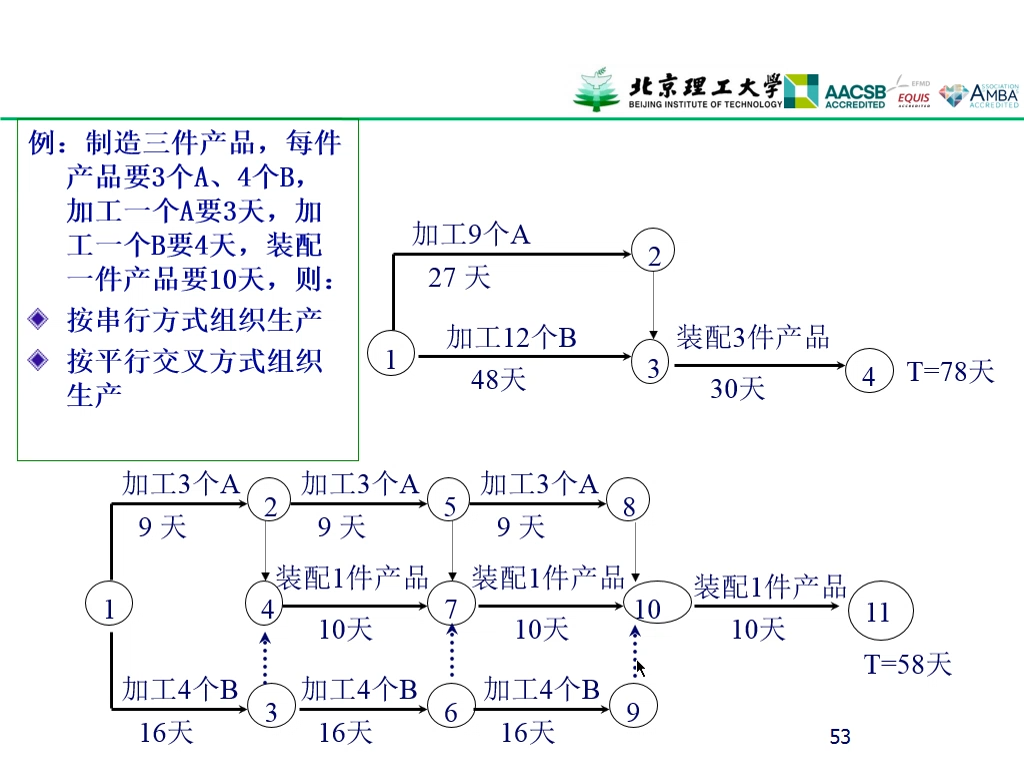 北京理工大学
BEIJING INSTITUTE OF TECHNOLOGY
AACSB
ACCREDITED
EFMD
EQUIS
ACCREDITED
ASSOCIATION
AMBA
ACCREDITED
例：制造三件产品，每件
产品要3个A、4个B，
加工一个A要3天，加
工一个B要4天，装配
一件产品要10天，则：
按串行方式组织生产
按平行交叉方式组织
生产
加工9个A
27 天
2
加工12个B
装配3件产品
1
3
4
T=78天
48天
30天
加工3个A
加工3个A
加工3个A
2
5
8
9 天
9 天
9 天
装配1件产品
装配1件产品
装配1件产品
1
4
7
10
11
10天
10天
10天
T=58天
加工4个B
加工4个B
加工4个B
3
6
9
16天
16天
16天
53